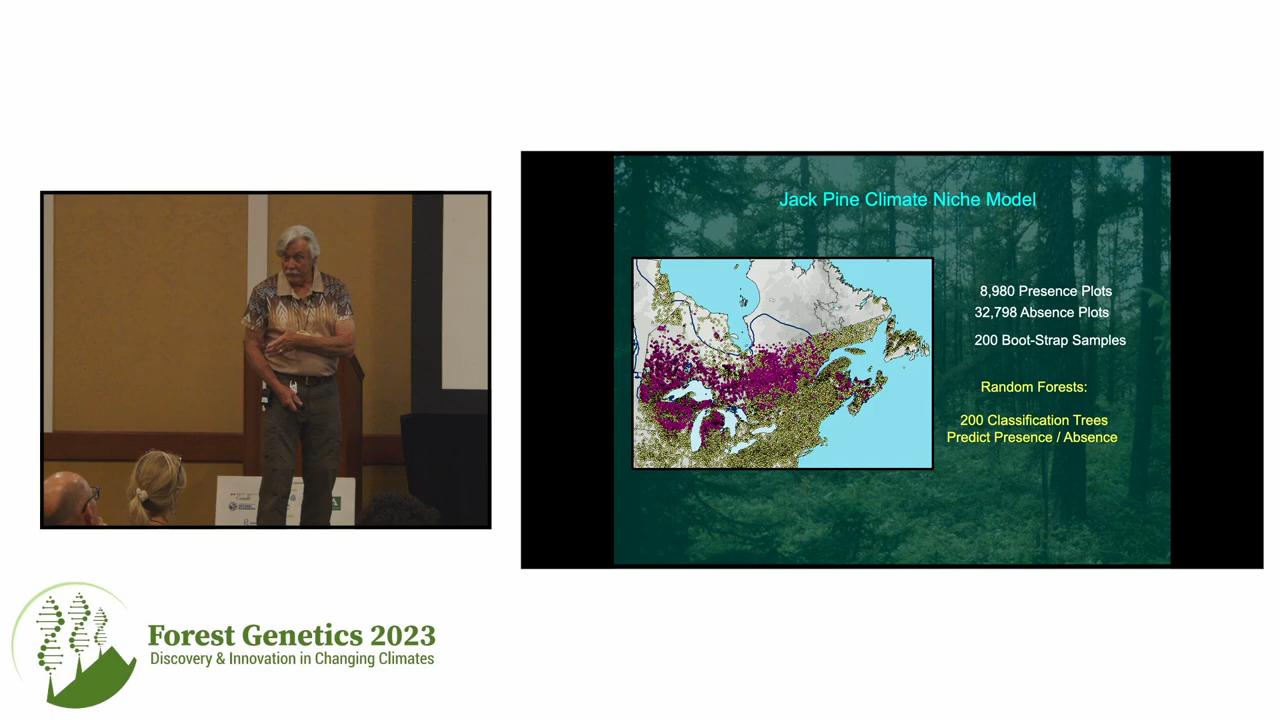 Jack Pine Climate Niche Model
8,980 Presence Plots
32,798 Absence Plots
200 Boot-Strap Samples
Random Forests:
200 Classification Trees
Predict Presence / Absence
Forest Genetics 2023
Discovery & Innovation in Changing Climates